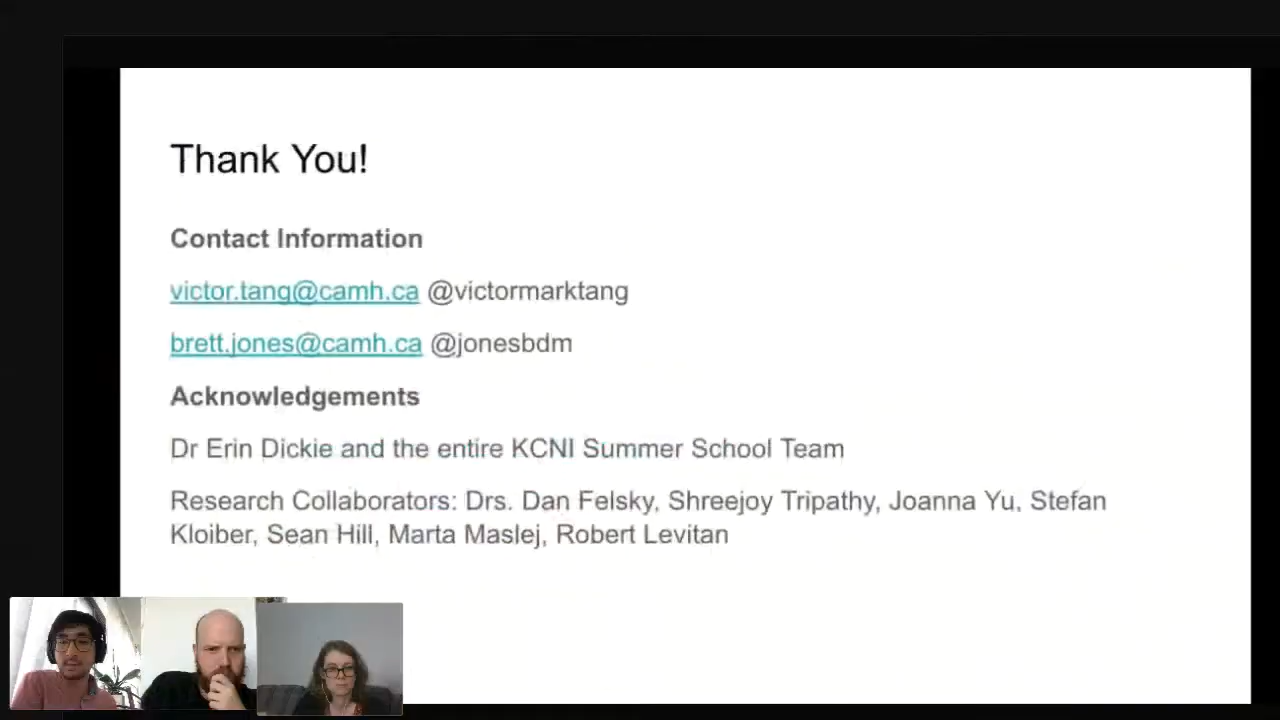 Thank You!
Contact Information
victor.tang@camh.ca @victormarktang
brett.jones@camh.ca @jonesbdm
Acknowledgements
Dr Erin Dickie and the entire KCNI Summer School Team
Research Collaborators: Drs. Dan Felsky, Shreejoy Tripathy, Joanna Yu, Stefan
Kloiber, Sean Hill, Marta Maslej, Robert Levitan